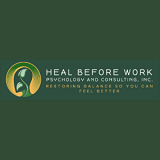 HEAL BEFORE WORK
PSYCHOLOGY AND CONSULTING, INC.
RESTORING BALANCE SO YOU CAN
FEEL BETTER